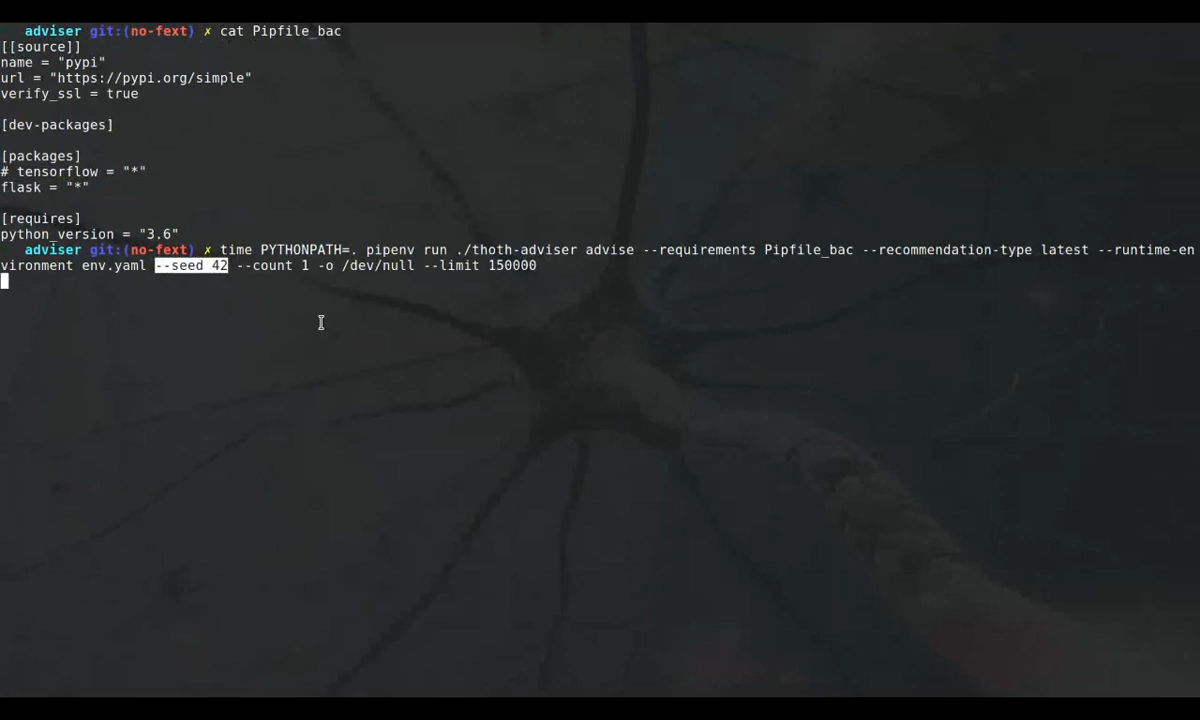 adviser git:(no-fext) ✗ cat Pipfile_bac
[[source]]
name = "pypi"
url = "https://pypi.org/simple"
verify_ssl = true
[dev-packages]
[packages]
# tensorflow = "*"
flask = "*"
[requires]
python_version = "3.6"
adviser git:(no-fext) ✗ time PYTHONPATH=. pipenv run ./thoth-adviser advise --requirements Pipfile_bac --recommendation-type latest --runtime-en
vironment env.yaml --seed 42 --count 1 -o /dev/null --limit 150000